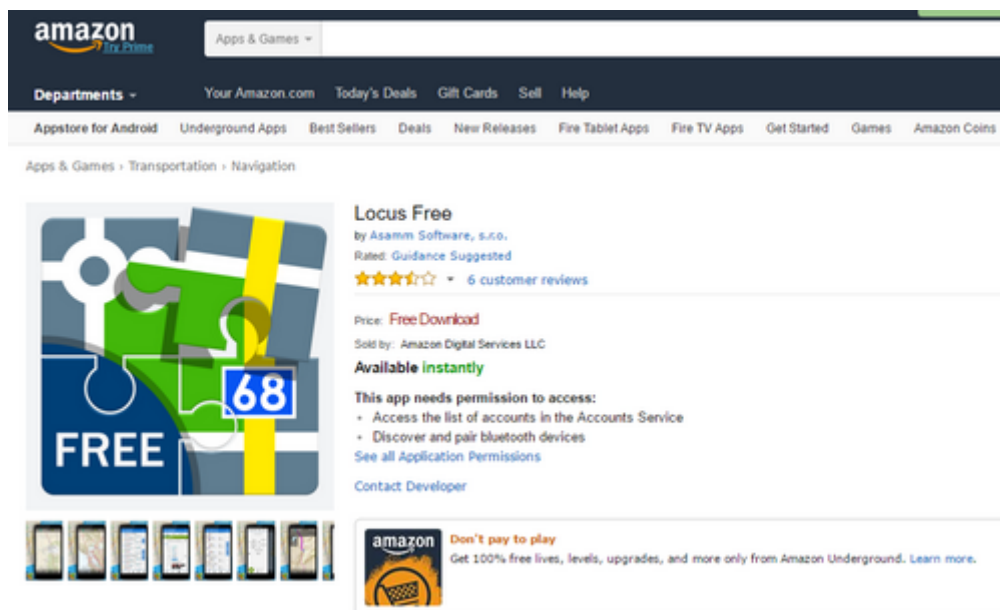 amazon
Try Prime
Apps & Games
Departments
Your Amazon.com Today's Deals Gift Cards Sell Help
Appstore for Android Underground Apps Best Sellers Deals New Releases Fire Tablet Apps Fire TV Apps Get Started Games Amazon Coins
Apps & Games › Transportation › Navigation
68
FREE
Locus Free
by Asamm Software, s.r.o.
Rated: Guidance Suggested
6 customer reviews
Price: Free Download
Sold by: Amazon Digital Services LLC
Available instantly
This app needs permission to access:
• Access the list of accounts in the Accounts Service
• Discover and pair bluetooth devices
See all Application Permissions
Contact Developer
amazon
Don't pay to play
Get 100% free lives, levels, upgrades, and more only from Amazon Underground. Learn more.